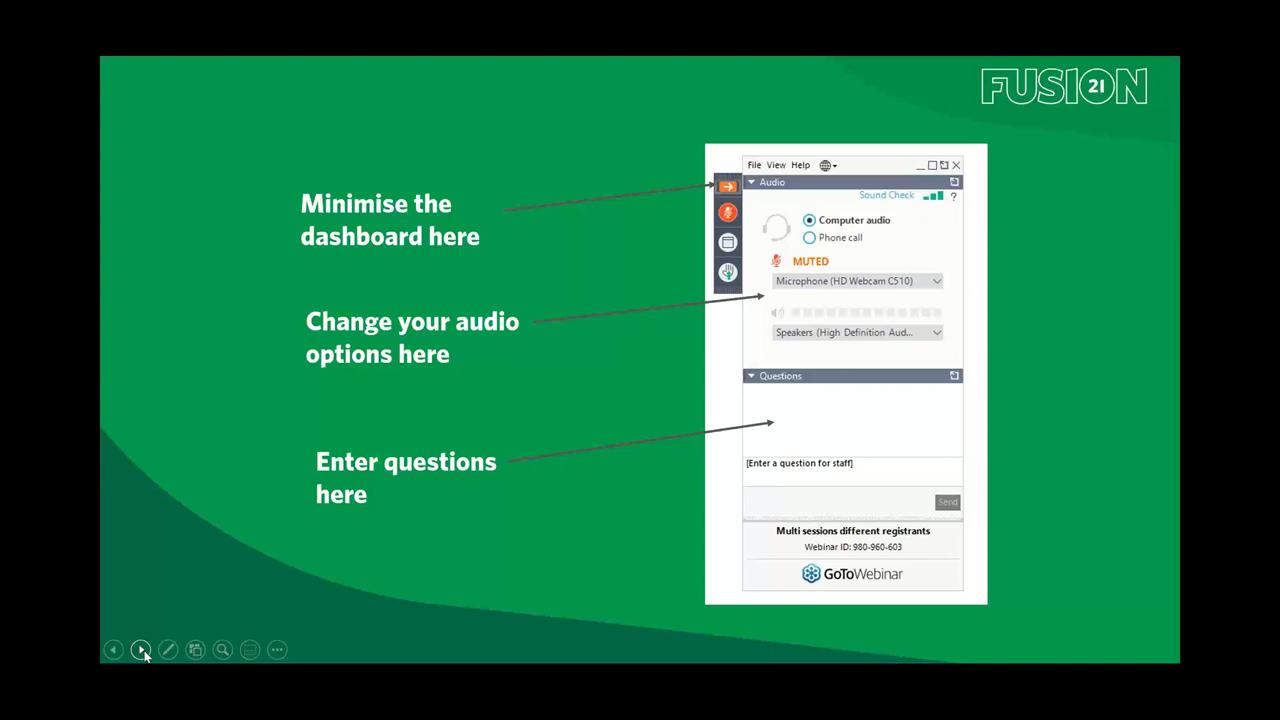 FUSION
21
Minimise the
dashboard here
Change your audio
options here
Enter questions
here
File View Help
Audio
Sound Check
?
Computer audio
Phone call
MUTED
Microphone (HD Webcam C510)
Speakers (High Definition Aud...
Questions
[Enter a question for staff]
Send
Multi sessions different registrants
Webinar ID: 980-960-603
GoToWebinar